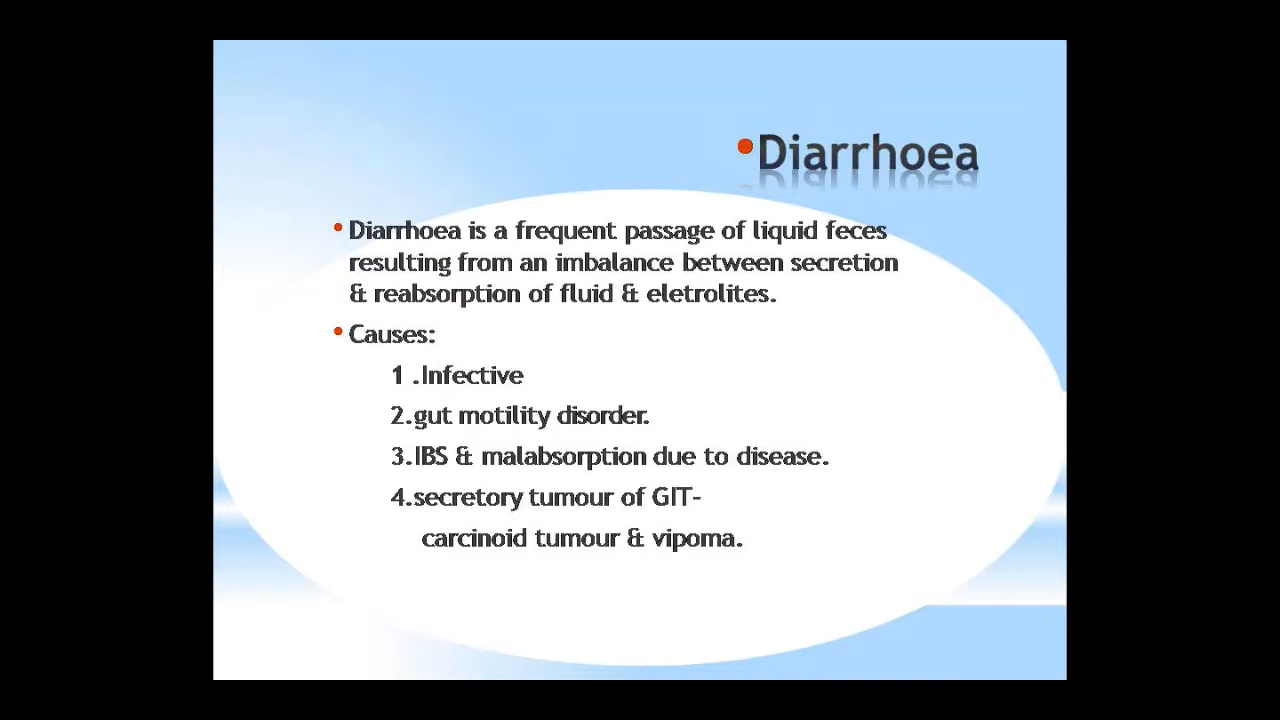 •Diarrhoea
• Diarrhoea is a frequent passage of liquid feces
resulting from an imbalance between secretion
& reabsorption of fluid & eletrolites.
• Causes:
1 .Infective
2.gut motility disorder.
3.IBS & malabsorption due to disease.
4.secretory tumour of GIT-
carcinoid tumour & vipoma.